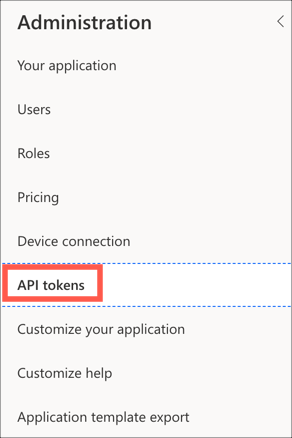 Administration
Your application
Users
Roles
Pricing
Device connection
API tokens
Customize your application
Customize help
Application template export